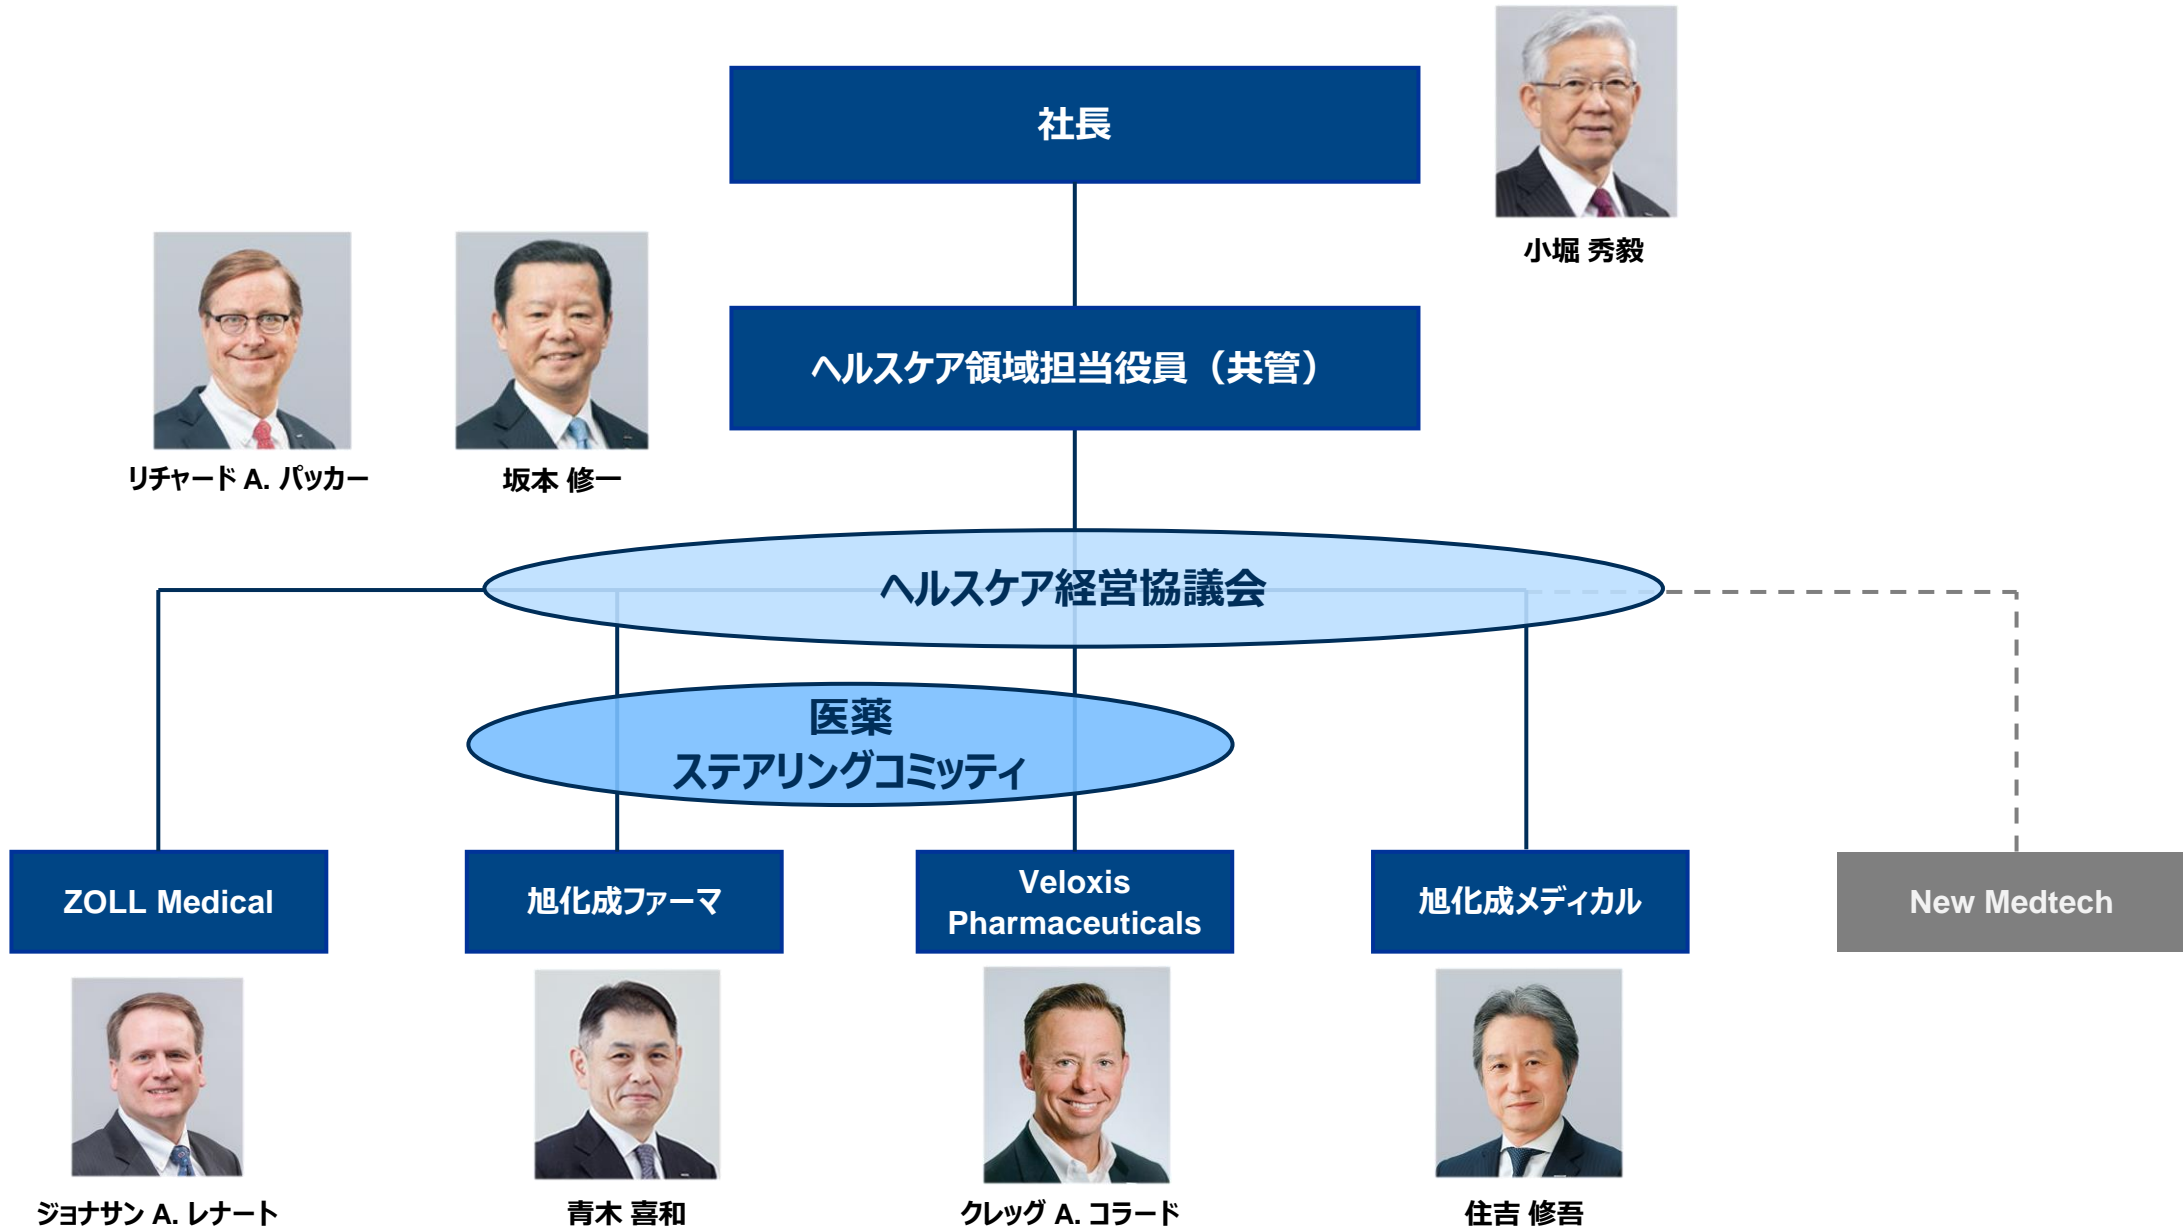 社長
小堀 秀毅
ヘルスケア領域担当役員（共管）
リチャード A. パッカー
坂本 修一
ヘルスケア経営協議会
医薬
ステアリングコミッティ
ZOLL Medical
旭化成ファーマ
Veloxis
Pharmaceuticals
旭化成メディカル
New Medtech
ジョナサン A. レナート
青木 喜和
クレッグ A. コラード
住吉 修吾